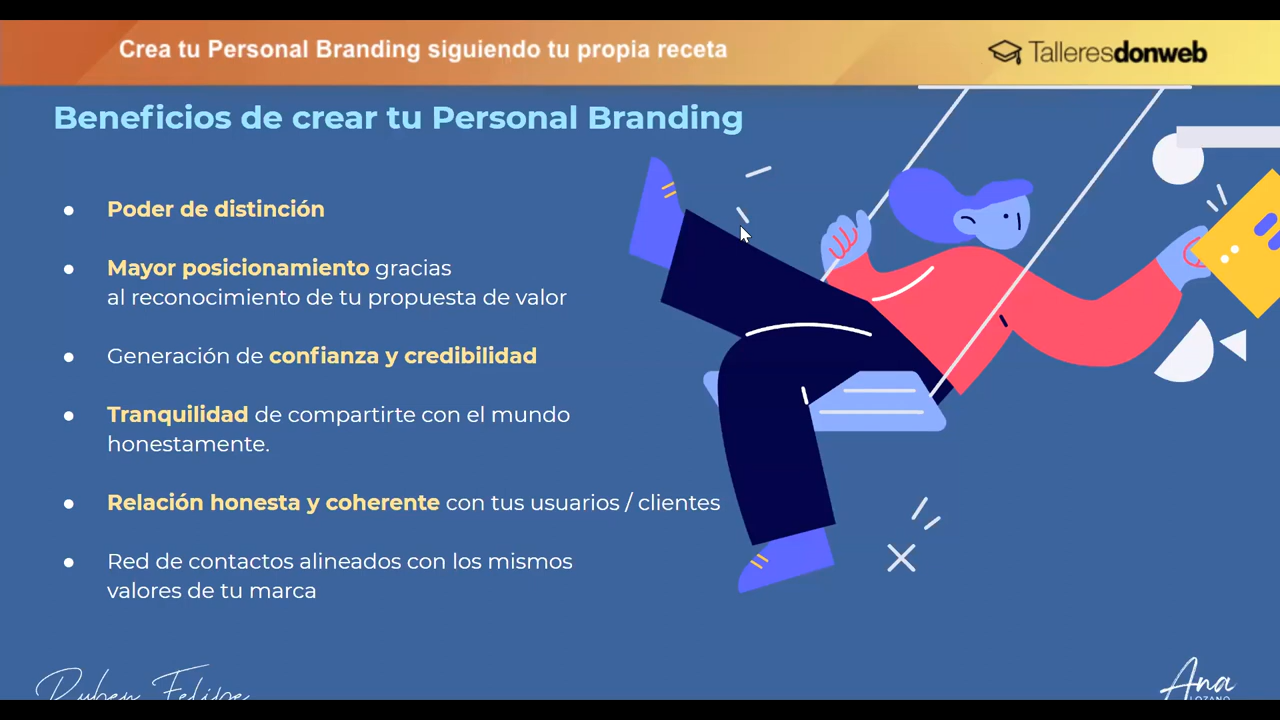 Crea tu Personal Branding siguiendo tu propia receta
Talleresdonweb
Beneficios de crear tu Personal Branding
● Poder de distinción
● Mayor posicionamiento gracias
al reconocimiento de tu propuesta de valor
● Generación de confianza y credibilidad
● Tranquilidad de compartirte con el mundo
honestamente.
● Relación honesta y coherente con tus usuarios / clientes
● Red de contactos alineados con los mismos
valores de tu marca
Ruben Felipe
Ana
LOZANO